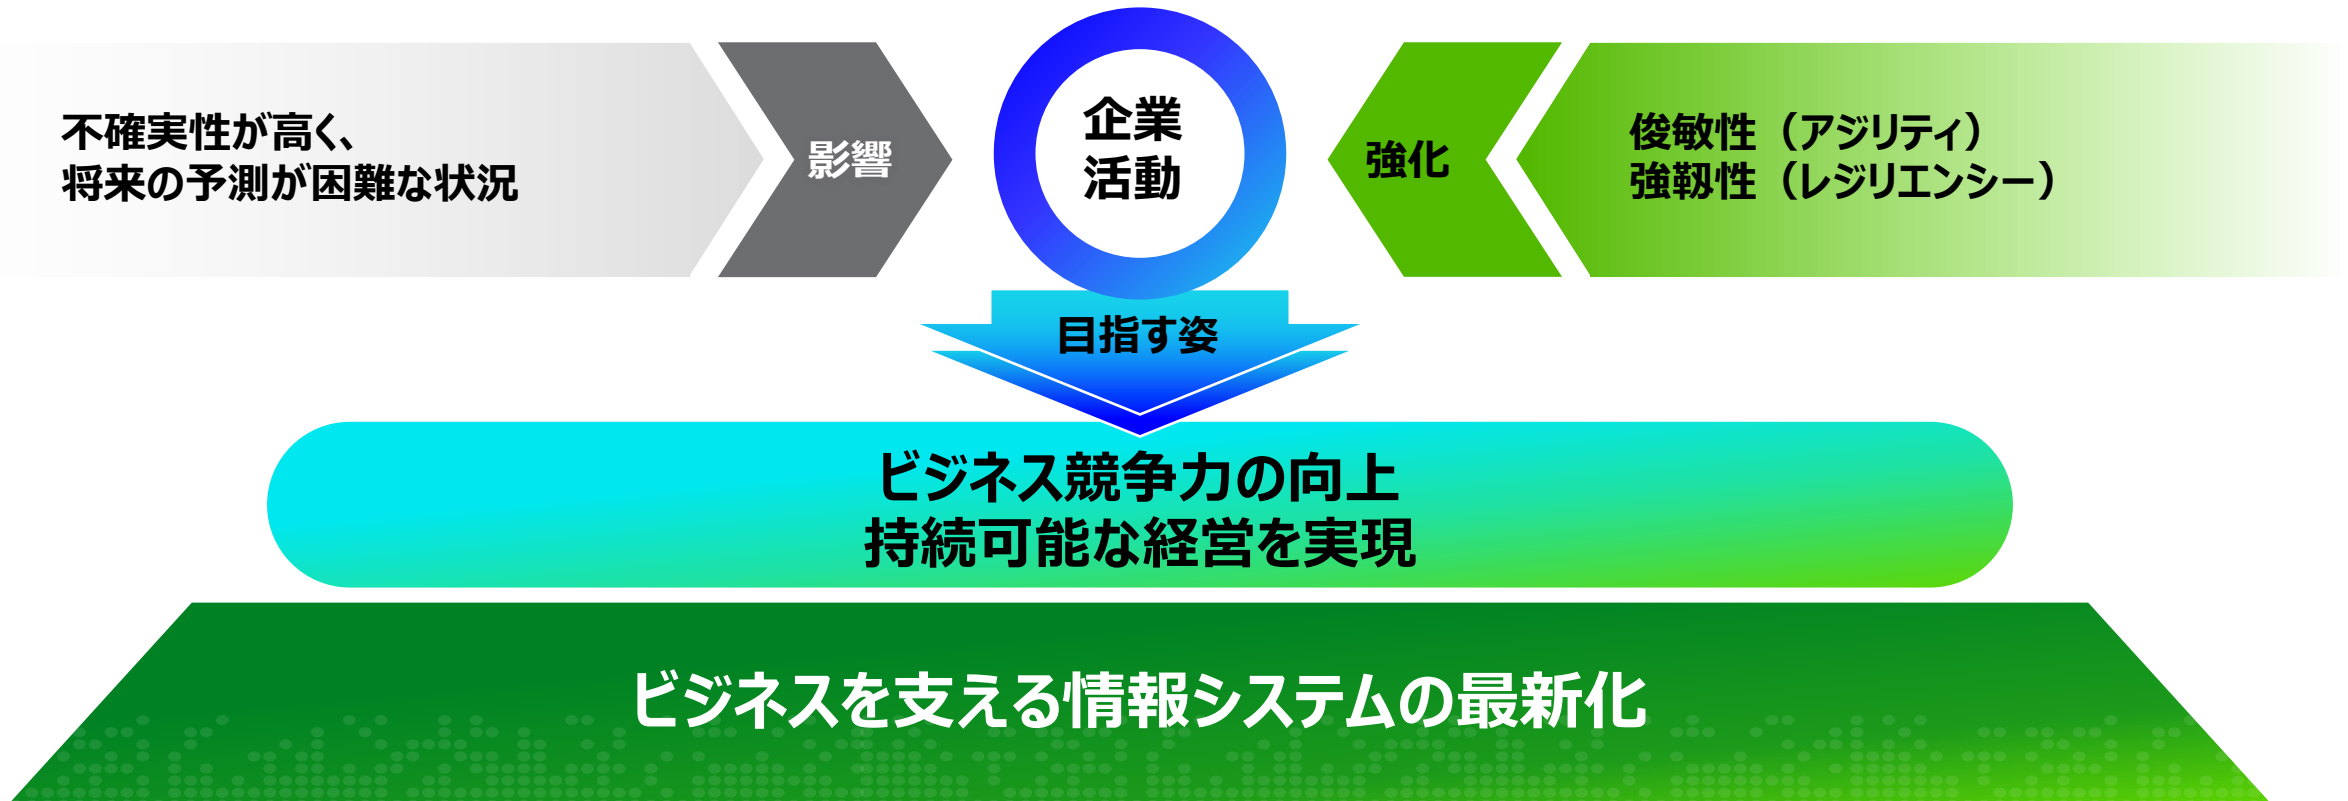 不確実性が高く、
将来の予測が困難な状況
影響
企業
活動
強化
俊敏性（アジリティ）
強靱性（レジリエンシー）
目指す姿
ビジネス競争力の向上
持続可能な経営を実現
ビジネスを支える情報システムの最新化